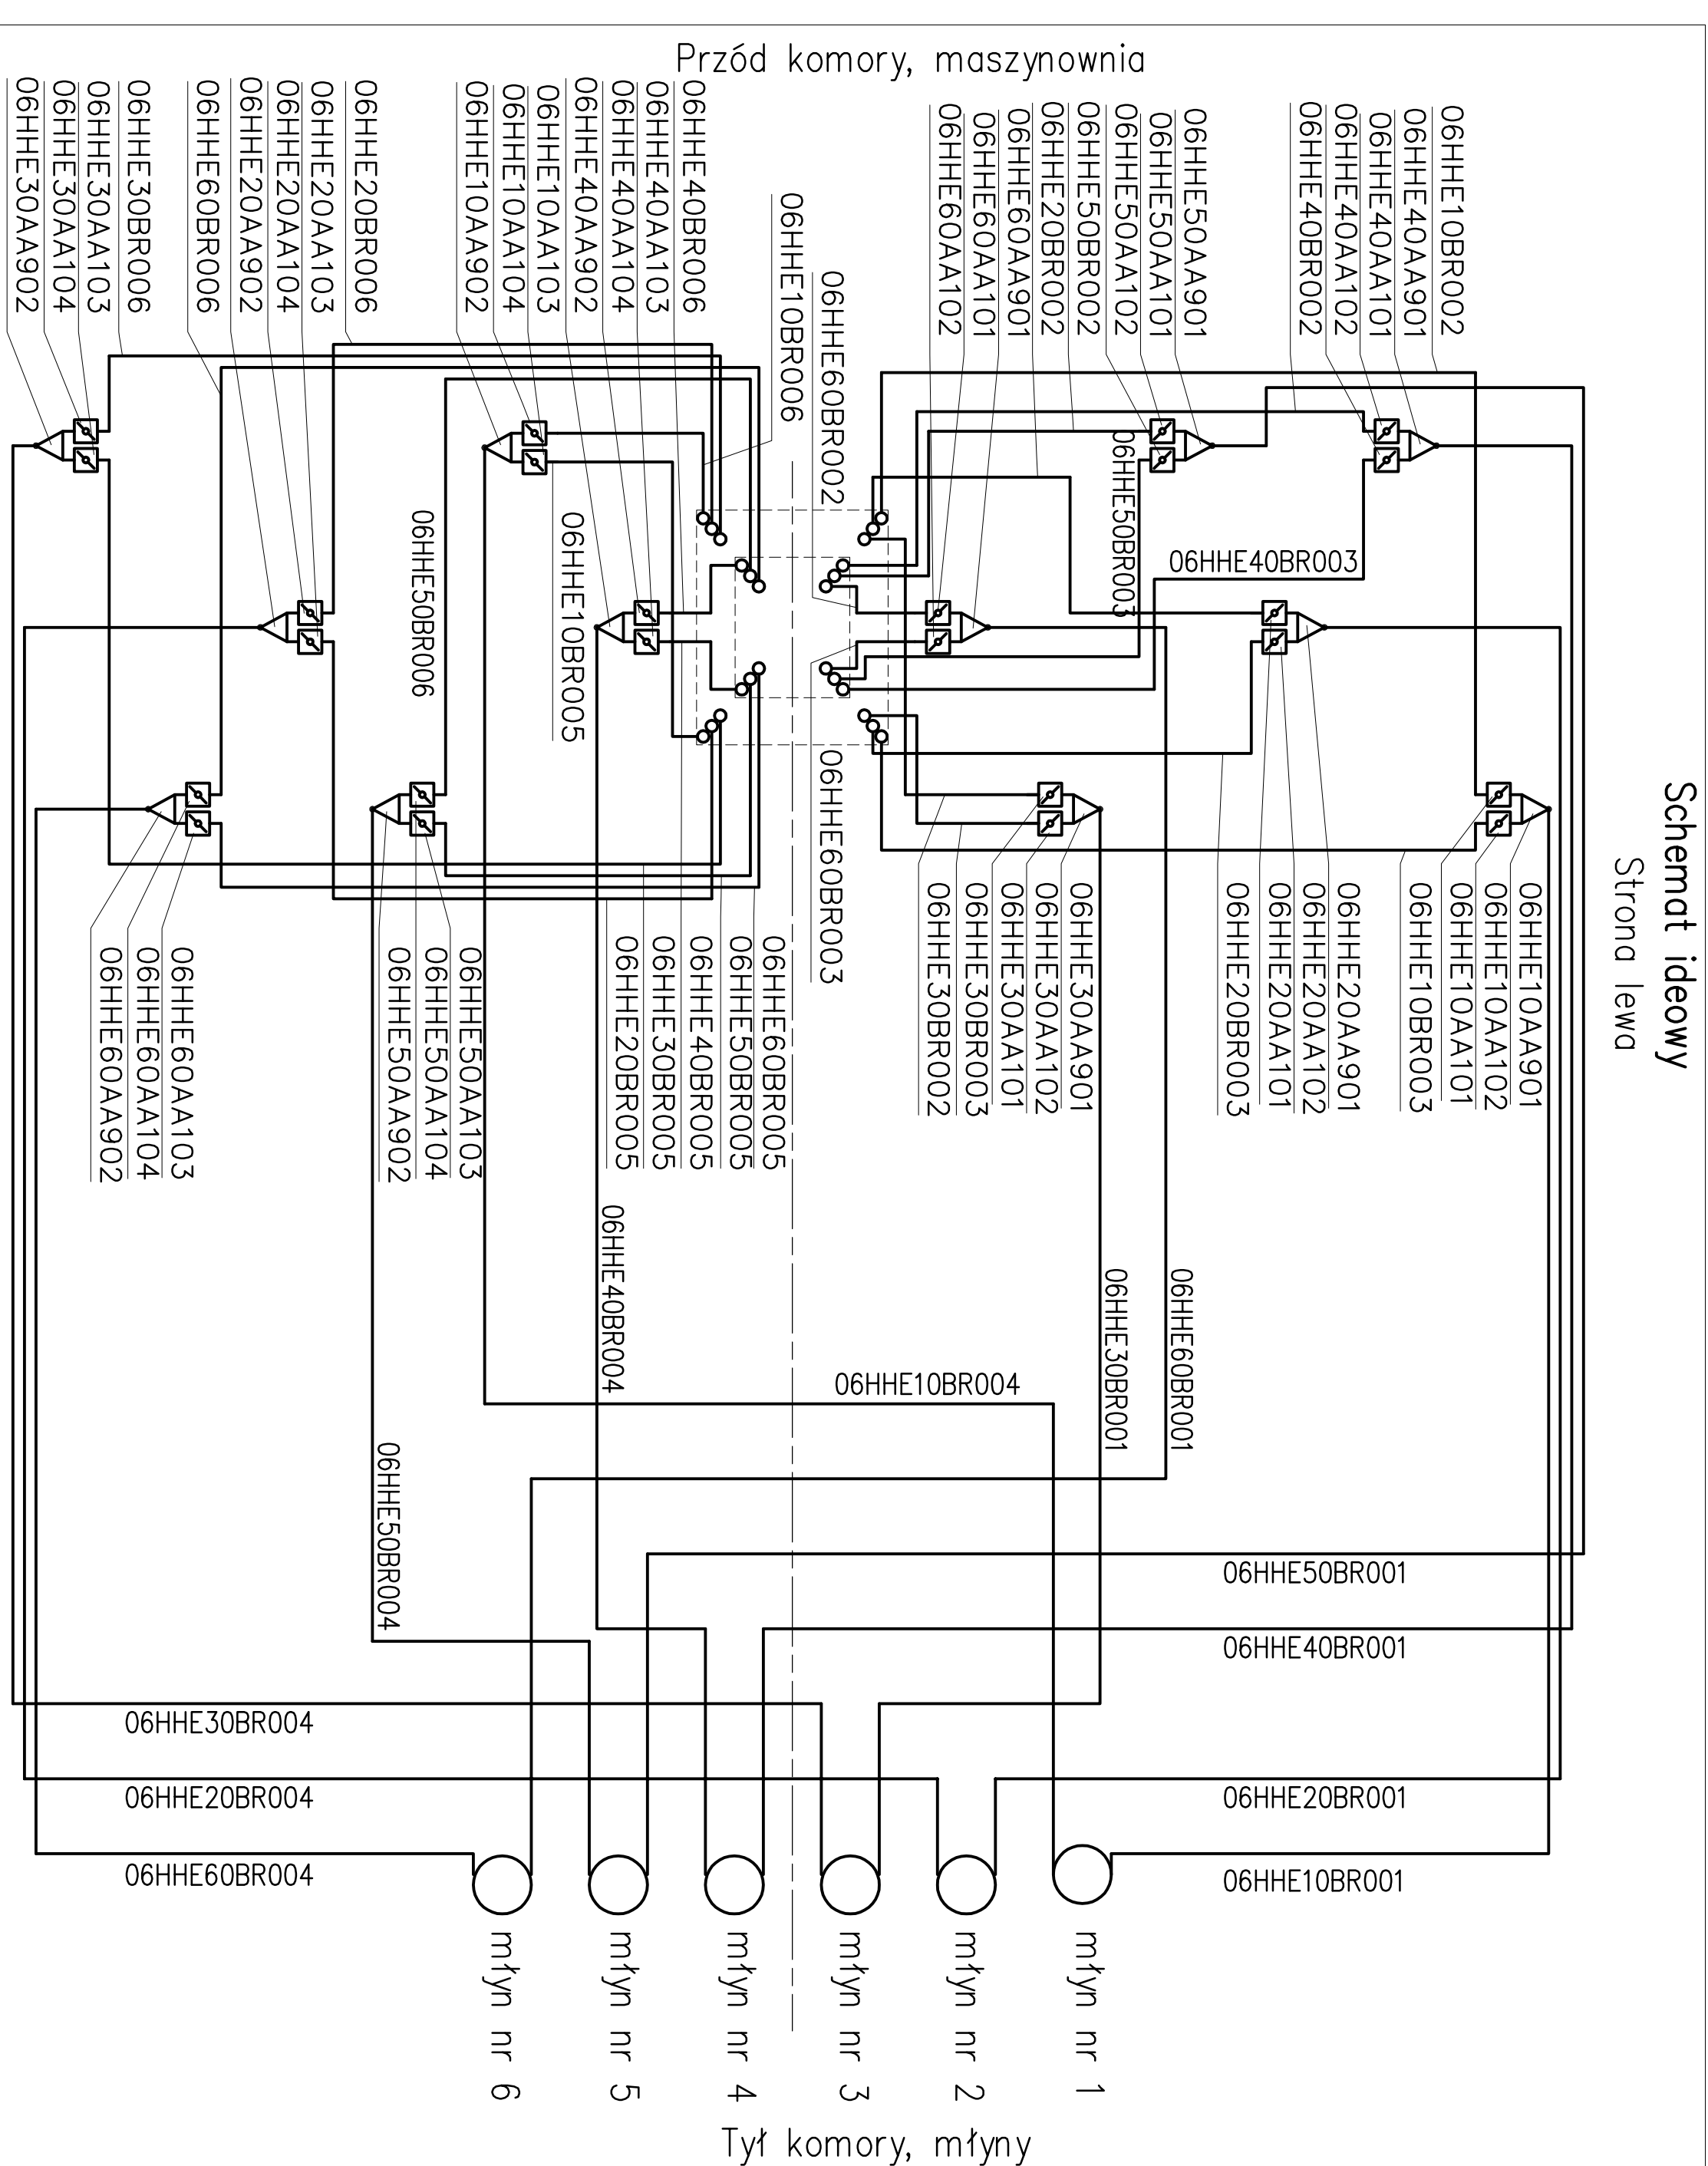 Schemat ideowy
Strona lewa
Przód komory, maszynownia
06HHE10BR002
06HHE40AA901
06HHE40AA101
06HHE40AA102
06HHE40BR002
06HHE50AA901
06HHE50AA101
06HHE50AA102
06HHE50BR002
06HHE20BR002
06HHE60AA901
06HHE60AA101
06HHE60AA102
06HHE60BR002
06HHE10BR006
06HHE40BR006
06HHE40AA103
06HHE40AA104
06HHE40AA902
06HHE10AA103
06HHE10AA104
06HHE10AA902
06HHE20BR006
06HHE20AA103
06HHE20AA104
06HHE20AA902
06HHE60BR006
06HHE30BR006
06HHE30AA103
06HHE30AA104
06HHE30AA902
06HHE40BR003
06HHE50BR003
06HHE10BR005
06HHE50BR006
06HHE60BR003
06HHE10AA901
06HHE10AA102
06HHE10AA101
06HHE10BR003
06HHE20AA901
06HHE20AA102
06HHE20AA101
06HHE20BR003
06HHE30AA901
06HHE30AA102
06HHE30AA101
06HHE30BR003
06HHE30BR002
06HHE60BR005
06HHE50BR005
06HHE40BR005
06HHE30BR005
06HHE20BR005
06HHE50AA103
06HHE50AA104
06HHE50AA902
06HHE60AA103
06HHE60AA104
06HHE60AA902
06HHE60BR001
06HHE30BR001
06HHE10BR004
06HHE40BR004
06HHE50BR004
06HHE50BR001
06HHE40BR001
06HHE30BR004
06HHE20BR004
06HHE20BR001
06HHE60BR004
06HHE10BR001
młyn nr 1
młyn nr 2
młyn nr 3
młyn nr 4
młyn nr 5
młyn nr 6
Tył komory, młyny